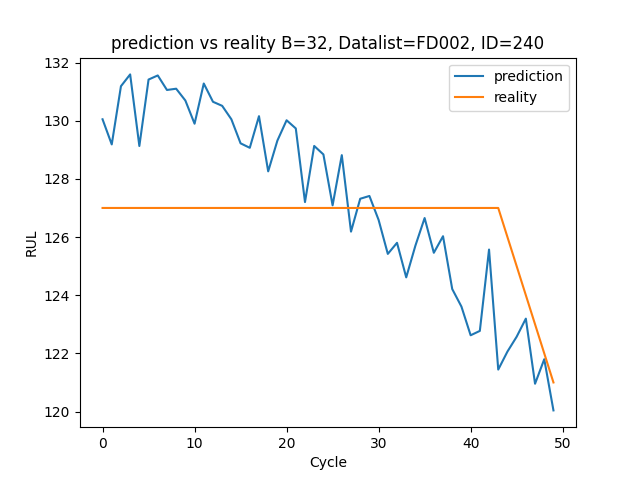 prediction vs reality B=32, Datalist=FD002, ID=240
prediction
reality
132
130
128
126
124
122
120
RUL
0 10 20 30 40 50
Cycle